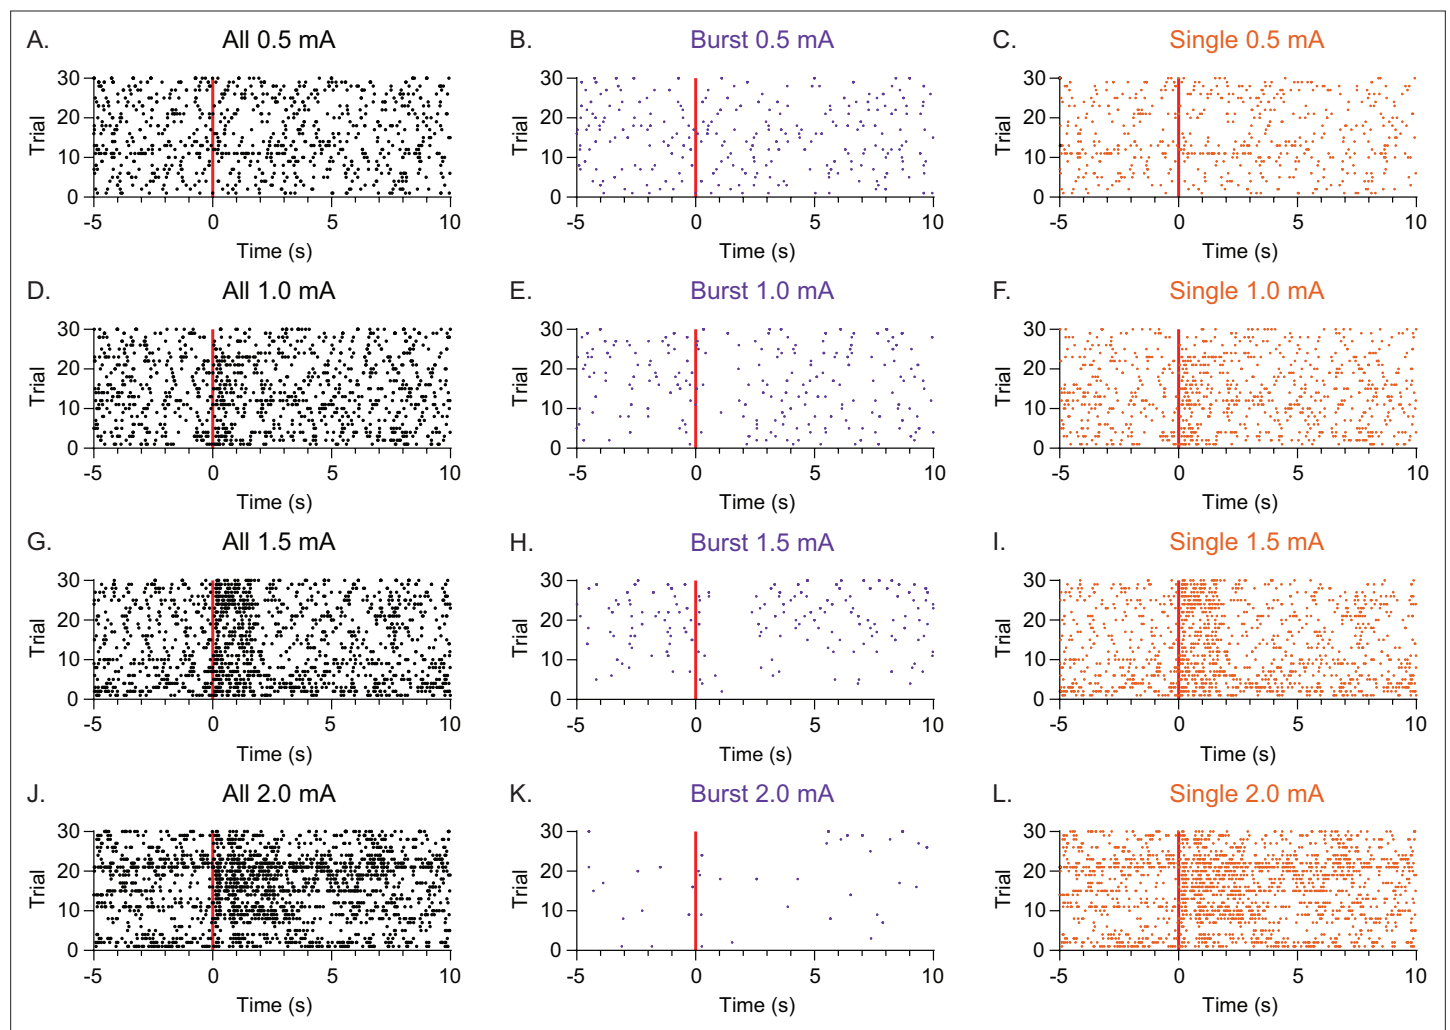 A. All 0.5 mA
B. Burst 0.5 mA
C. Single 0.5 mA
Trial
30
20
10
0
-5 0 5 10
Time (s)
Trial
30
20
10
0
-5 0 5 10
Time (s)
Trial
30
20
10
0
-5 0 5 10
Time (s)
D. All 1.0 mA
E. Burst 1.0 mA
F. Single 1.0 mA
Trial
30
20
10
0
-5 0 5 10
Time (s)
Trial
30
20
10
0
-5 0 5 10
Time (s)
Trial
30
20
10
0
-5 0 5 10
Time (s)
G. All 1.5 mA
H. Burst 1.5 mA
I. Single 1.5 mA
Trial
30
20
10
0
-5 0 5 10
Time (s)
Trial
30
20
10
0
-5 0 5 10
Time (s)
Trial
30
20
10
0
-5 0 5 10
Time (s)
J. All 2.0 mA
K. Burst 2.0 mA
L. Single 2.0 mA
Trial
30
20
10
0
-5 0 5 10
Time (s)
Trial
30
20
10
0
-5 0 5 10
Time (s)
Trial
30
20
10
0
-5 0 5 10
Time (s)